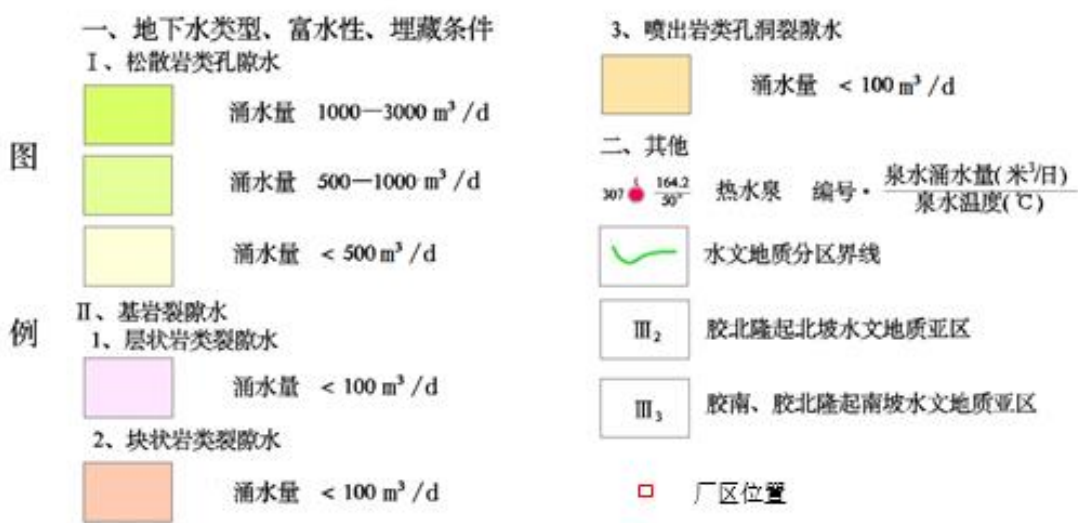 图
例
一、地下水类型、富水性、埋藏条件
Ⅰ、松散岩类孔隙水
涌水量 1000—3000 m³/d
涌水量 500—1000 m³/d
涌水量 < 500 m³/d
Ⅱ、基岩裂隙水
1、层状岩类裂隙水
涌水量 < 100 m³/d
2、块状岩类裂隙水
涌水量 < 100 m³/d
3、喷出岩类孔洞裂隙水
涌水量 < 100 m³/d
二、其他
307 164.2/50° 热水泉 编号· 泉水涌水量(米³/日)/泉水温度(℃)
水文地质分区界线
Ⅲ₂ 胶北隆起北坡水文地质亚区
Ⅲ₃ 胶南、胶北隆起南坡水文地质亚区
厂区位置